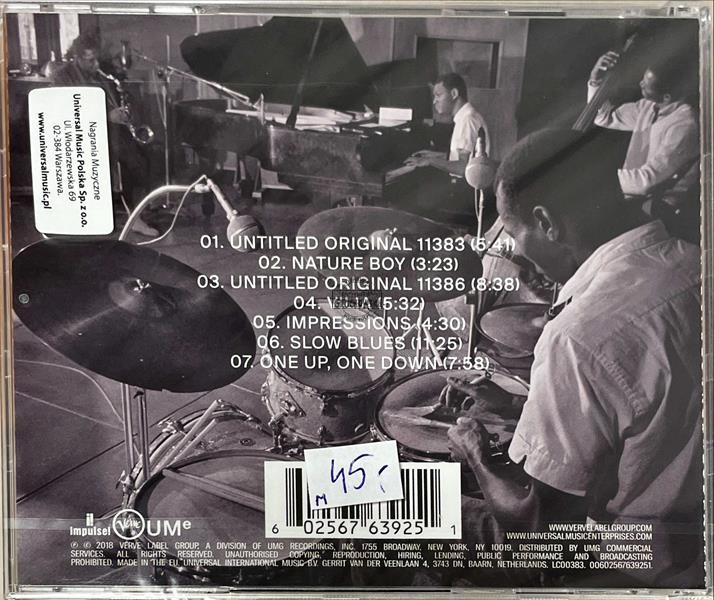 Nagrania Muzyczne
Universal Music Polska Sp. z o.o.
Ul. Włodarzewska 69
02-384 Warszawa.
www.universalmusic.pl
01. UNTITLED ORIGINAL 11383 (5:41)
02. NATURE BOY (3:23)
03. UNTITLED ORIGINAL 11386 (8:38)
04. (5:32)
05. IMPRESSIONS (4:30)
06. SLOW BLUES (11:25)
07. ONE UP, ONE DOWN (7:58)
M 45,-
6 02567 63925 1
impulse! verve UMe
WWW.VERVELABELGROUP.COM
WWW.UNIVERSALMUSICENTERPRISES.COM
℗ © 2018 VERVE LABEL GROUP, A DIVISION OF UMG RECORDINGS, INC. 1755 BROADWAY, NEW YORK, NY 10019. DISTRIBUTED BY UMG COMMERCIAL
SERVICES. ALL RIGHTS RESERVED. UNAUTHORISED COPYING, REPRODUCTION, HIRING, LENDING, PUBLIC PERFORMANCE AND BROADCASTING
PROHIBITED. MADE IN THE EU. UNIVERSAL INTERNATIONAL MUSIC BV. GERRIT VAN DER VEENLAAN 4, 3743 DN, BAARN, NETHERLANDS. LC00383. 00602567639251.